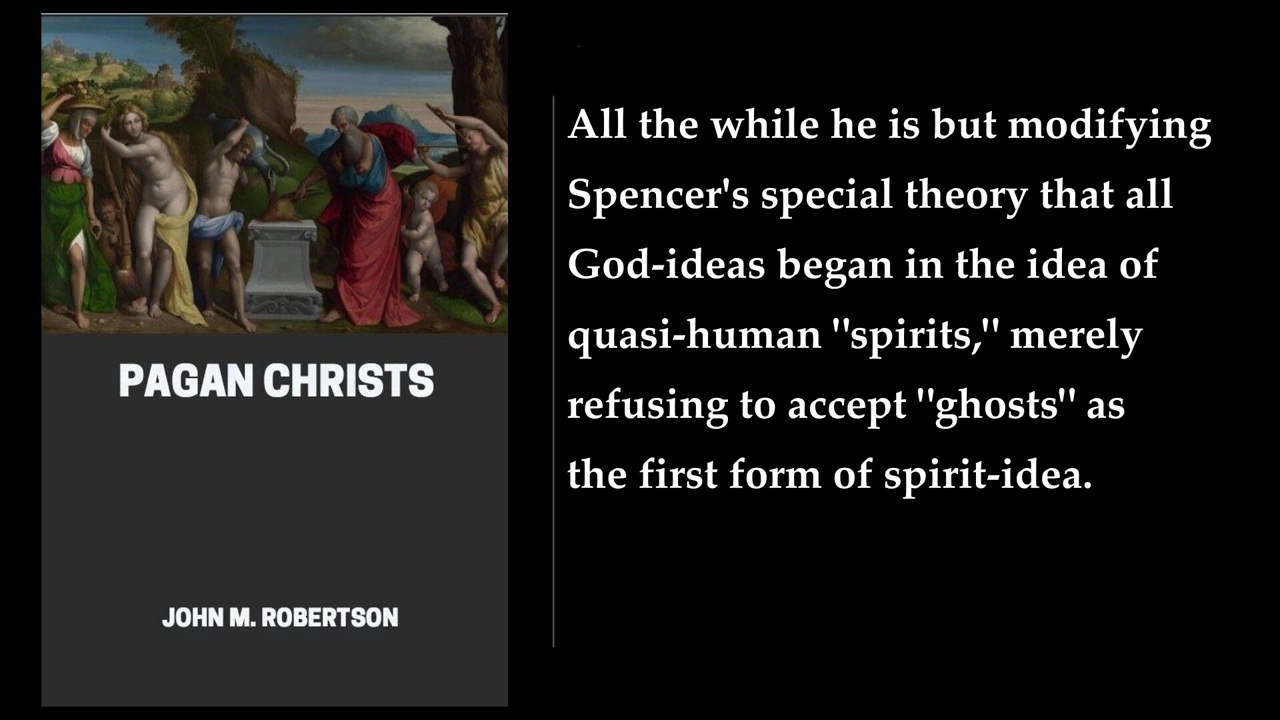 PAGAN CHRISTS
JOHN M. ROBERTSON
All the while he is but modifying
Spencer's special theory that all
God-ideas began in the idea of
quasi-human "spirits," merely
refusing to accept "ghosts" as
the first form of spirit-idea.